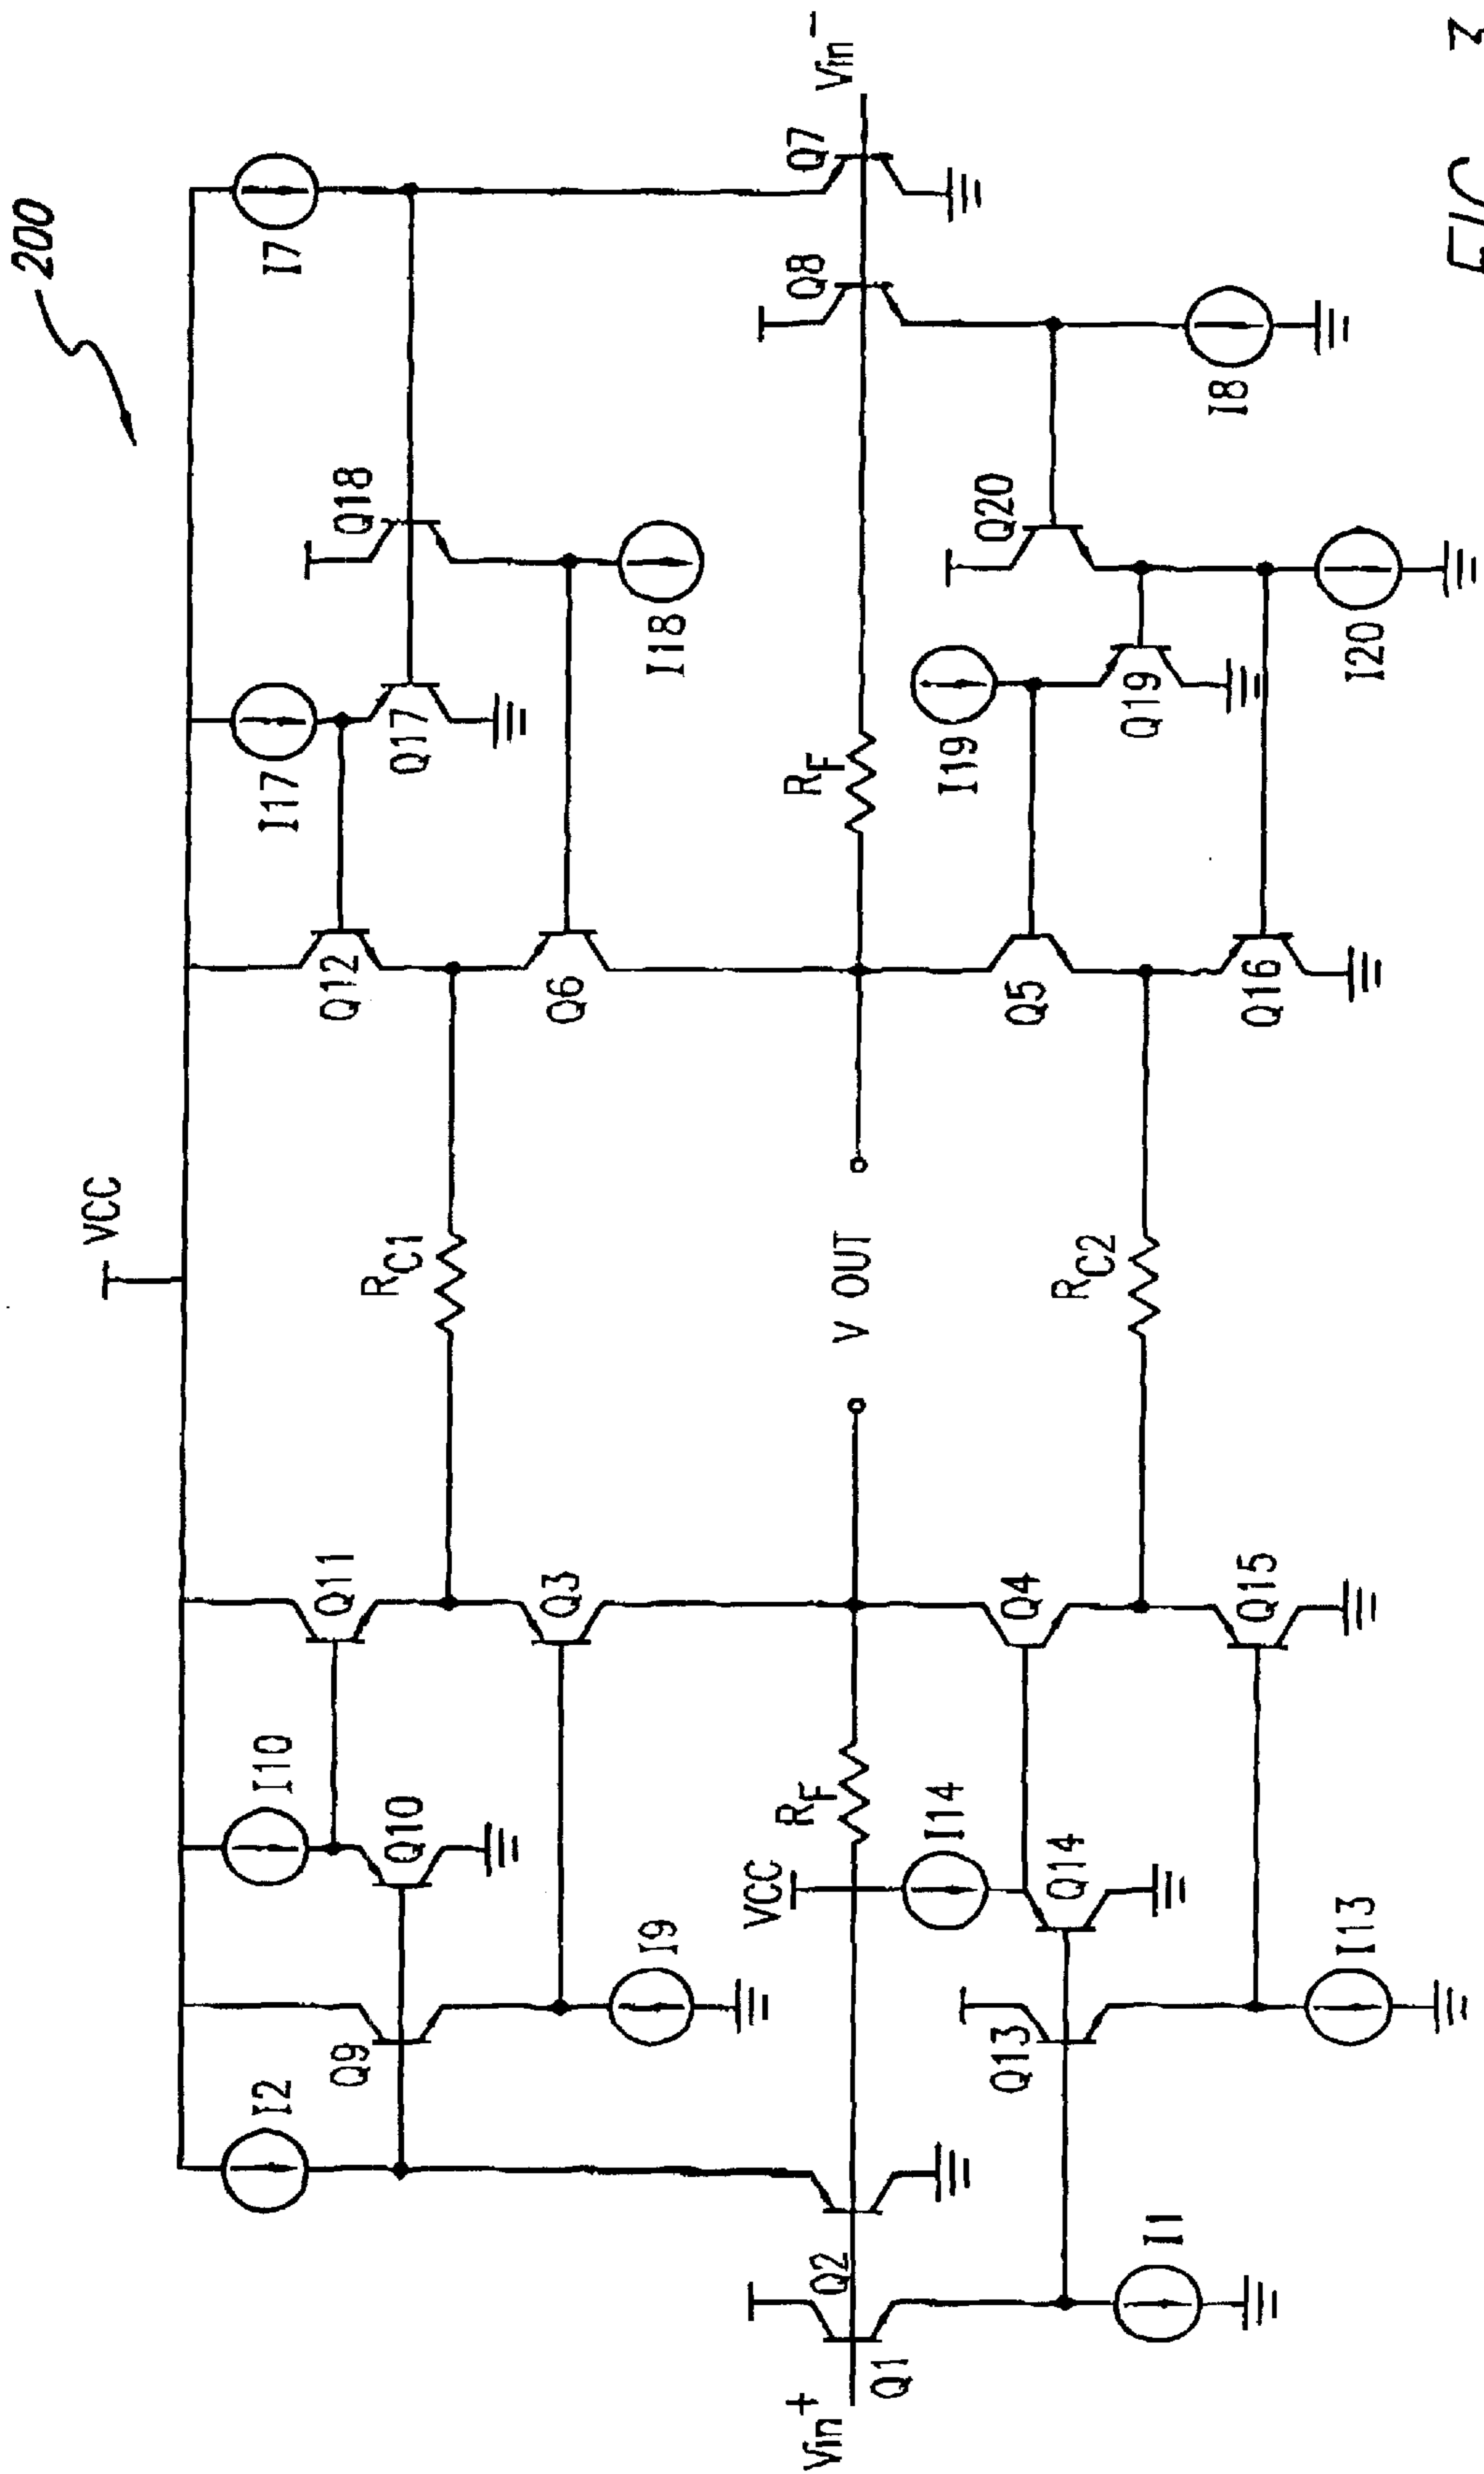 200
VCC
I2
I10
I17
I7
Q9
Q10
Q11
Q12
Q17
Q18
RC1
I9
Q3
Q6
I18
Vin+
Q1
Q2
VCC
RF
V OUT
RF
Q8
Q7
Vin-
I14
Q13
Q14
Q4
Q5
I19
Q19
Q20
RC2
I1
I13
Q15
Q16
I20
I8